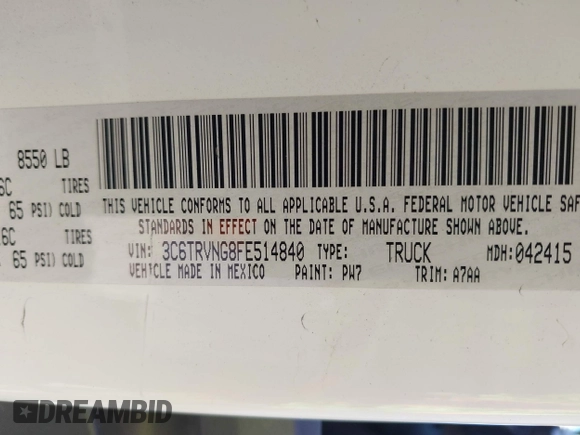 8550 LB
6C TIRES
65 PSI) COLD
6C TIRES
65 PSI) COLD
THIS VEHICLE CONFORMS TO ALL APPLICABLE U.S.A. FEDERAL MOTOR VEHICLE SAF
STANDARDS IN EFFECT ON THE DATE OF MANUFACTURE SHOWN ABOVE.
VIN: 3C6TRVNG8FE514840 TYPE: TRUCK MDH:042415
VEHICLE MADE IN MEXICO PAINT: PW7 TRIM: A7AA
DREAMBID